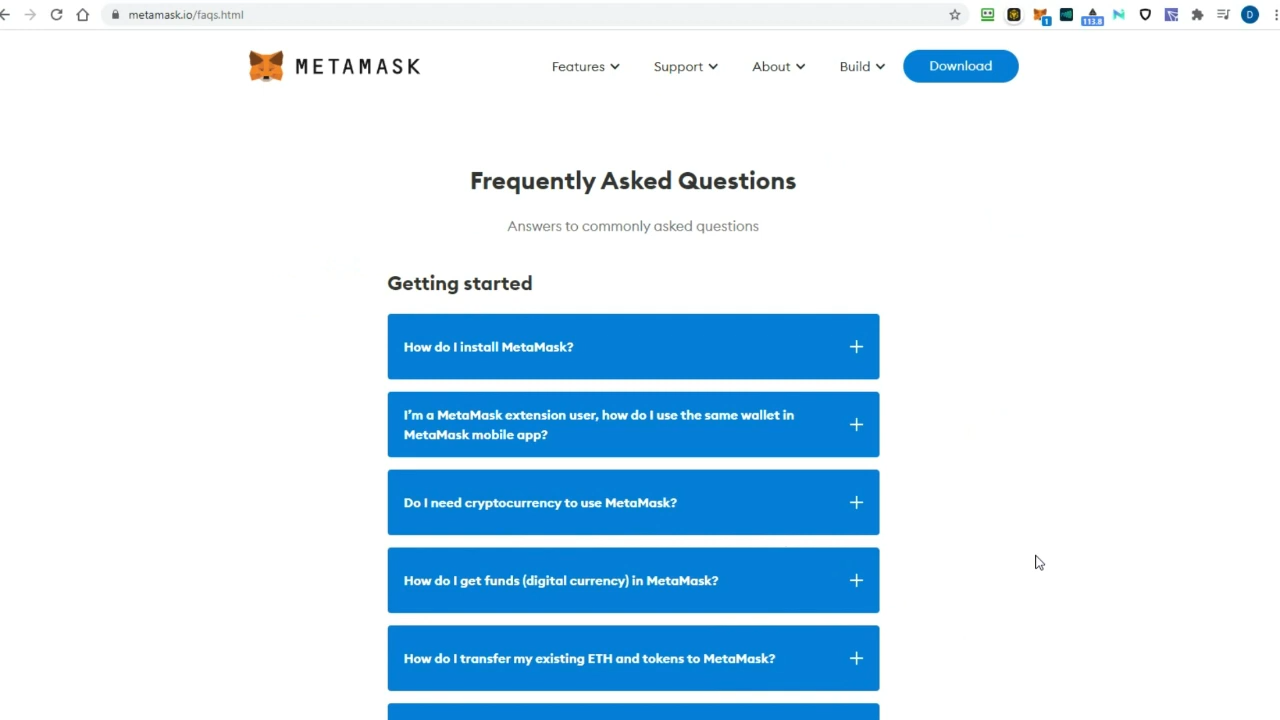 metamask.io/faqs.html
1
113.8
D
METAMASK
Features
Support
About
Build
Download
Frequently Asked Questions
Answers to commonly asked questions
Getting started
How do I install MetaMask?
I'm a MetaMask extension user, how do I use the same wallet in
MetaMask mobile app?
Do I need cryptocurrency to use MetaMask?
How do I get funds (digital currency) in MetaMask?
How do I transfer my existing ETH and tokens to MetaMask?